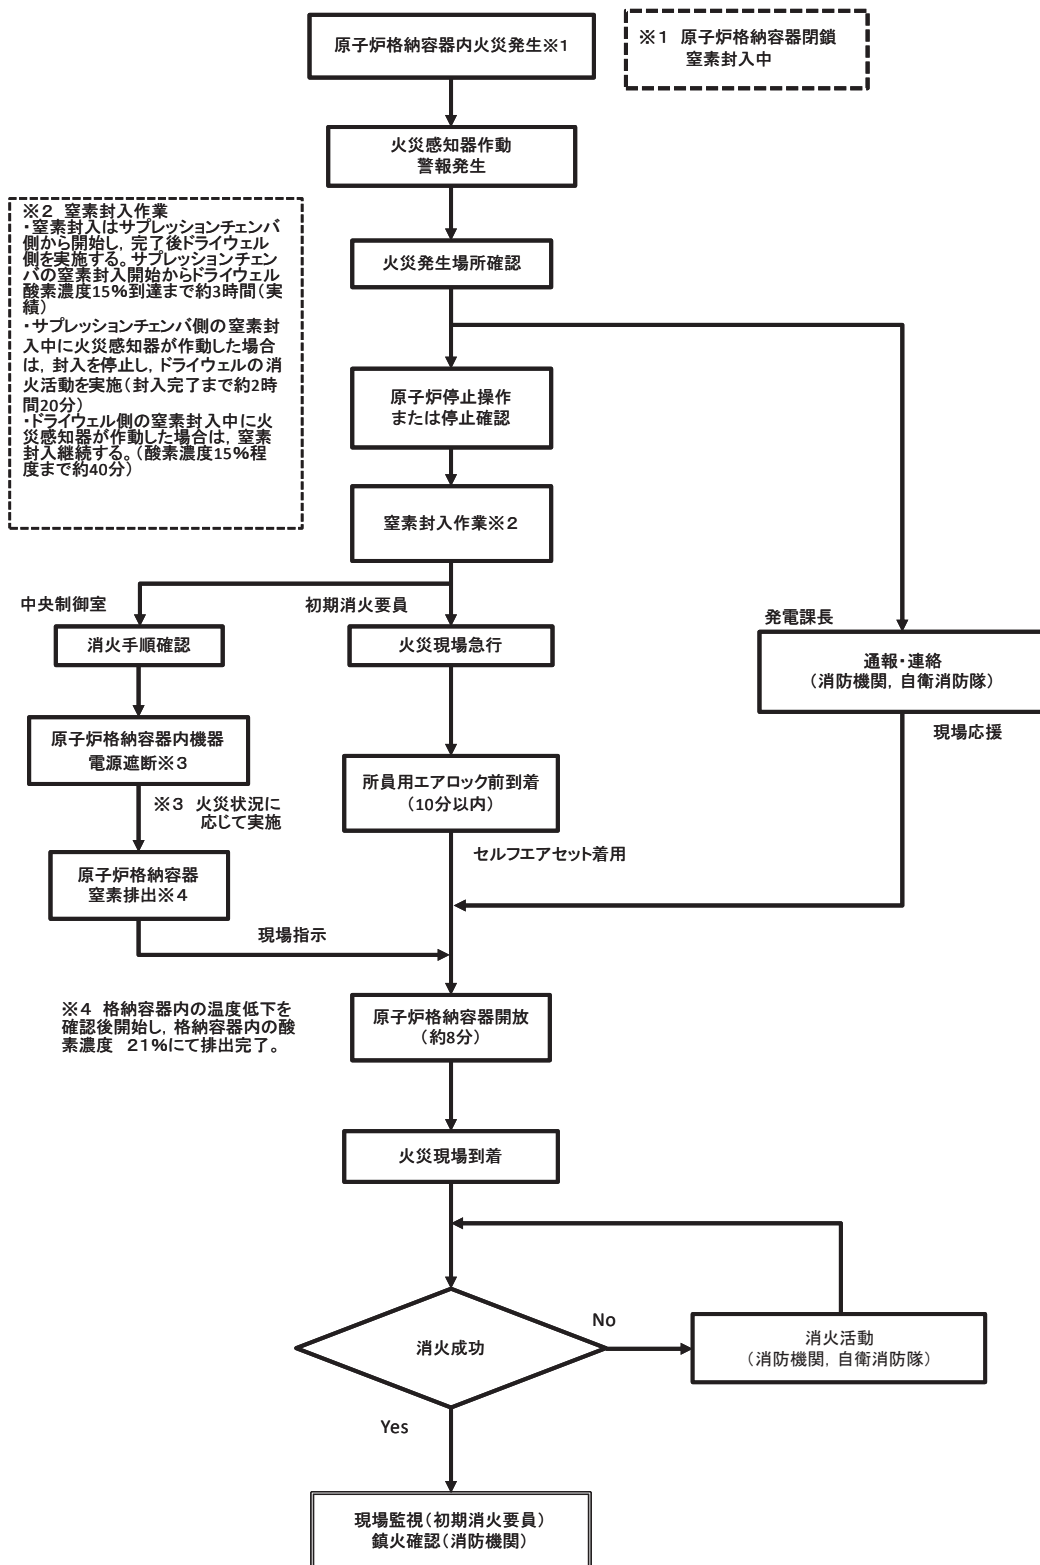 原子炉格納容器内火災発生※1
※1 原子炉格納容器閉鎖
窒素封入中
火災感知器作動
警報発生
※2 窒素封入作業
・窒素封入はサプレッションチェンバ
側から開始し，完了後ドライウェル
側を実施する。サプレッションチェン
バの窒素封入開始からドライウェル
酸素濃度15%到達まで約3時間（実
績）
・サプレッションチェンバ側の窒素封
入中に火災感知器が作動した場合
は，封入を停止し，ドライウェルの消
火活動を実施（封入完了まで約2時
間20分）
・ドライウェル側の窒素封入中に火
災感知器が作動した場合は，窒素
封入継続する。（酸素濃度15%程
度まで約40分）
火災発生場所確認
原子炉停止操作
または停止確認
窒素封入作業※2
中央制御室
初期消火要員
発電課長
消火手順確認
火災現場急行
通報・連絡
（消防機関，自衛消防隊）
原子炉格納容器内機器
電源遮断※3
現場応援
所員用エアロック前到着
（10分以内）
※3 火災状況に
応じて実施
セルフエアセット着用
原子炉格納容器
窒素排出※4
現場指示
※4 格納容器内の温度低下を
確認後開始し，格納容器内の酸
素濃度 21%にて排出完了。
原子炉格納容器開放
（約8分）
火災現場到着
消火成功
No
消火活動
（消防機関，自衛消防隊）
Yes
現場監視（初期消火要員）
鎮火確認（消防機関）